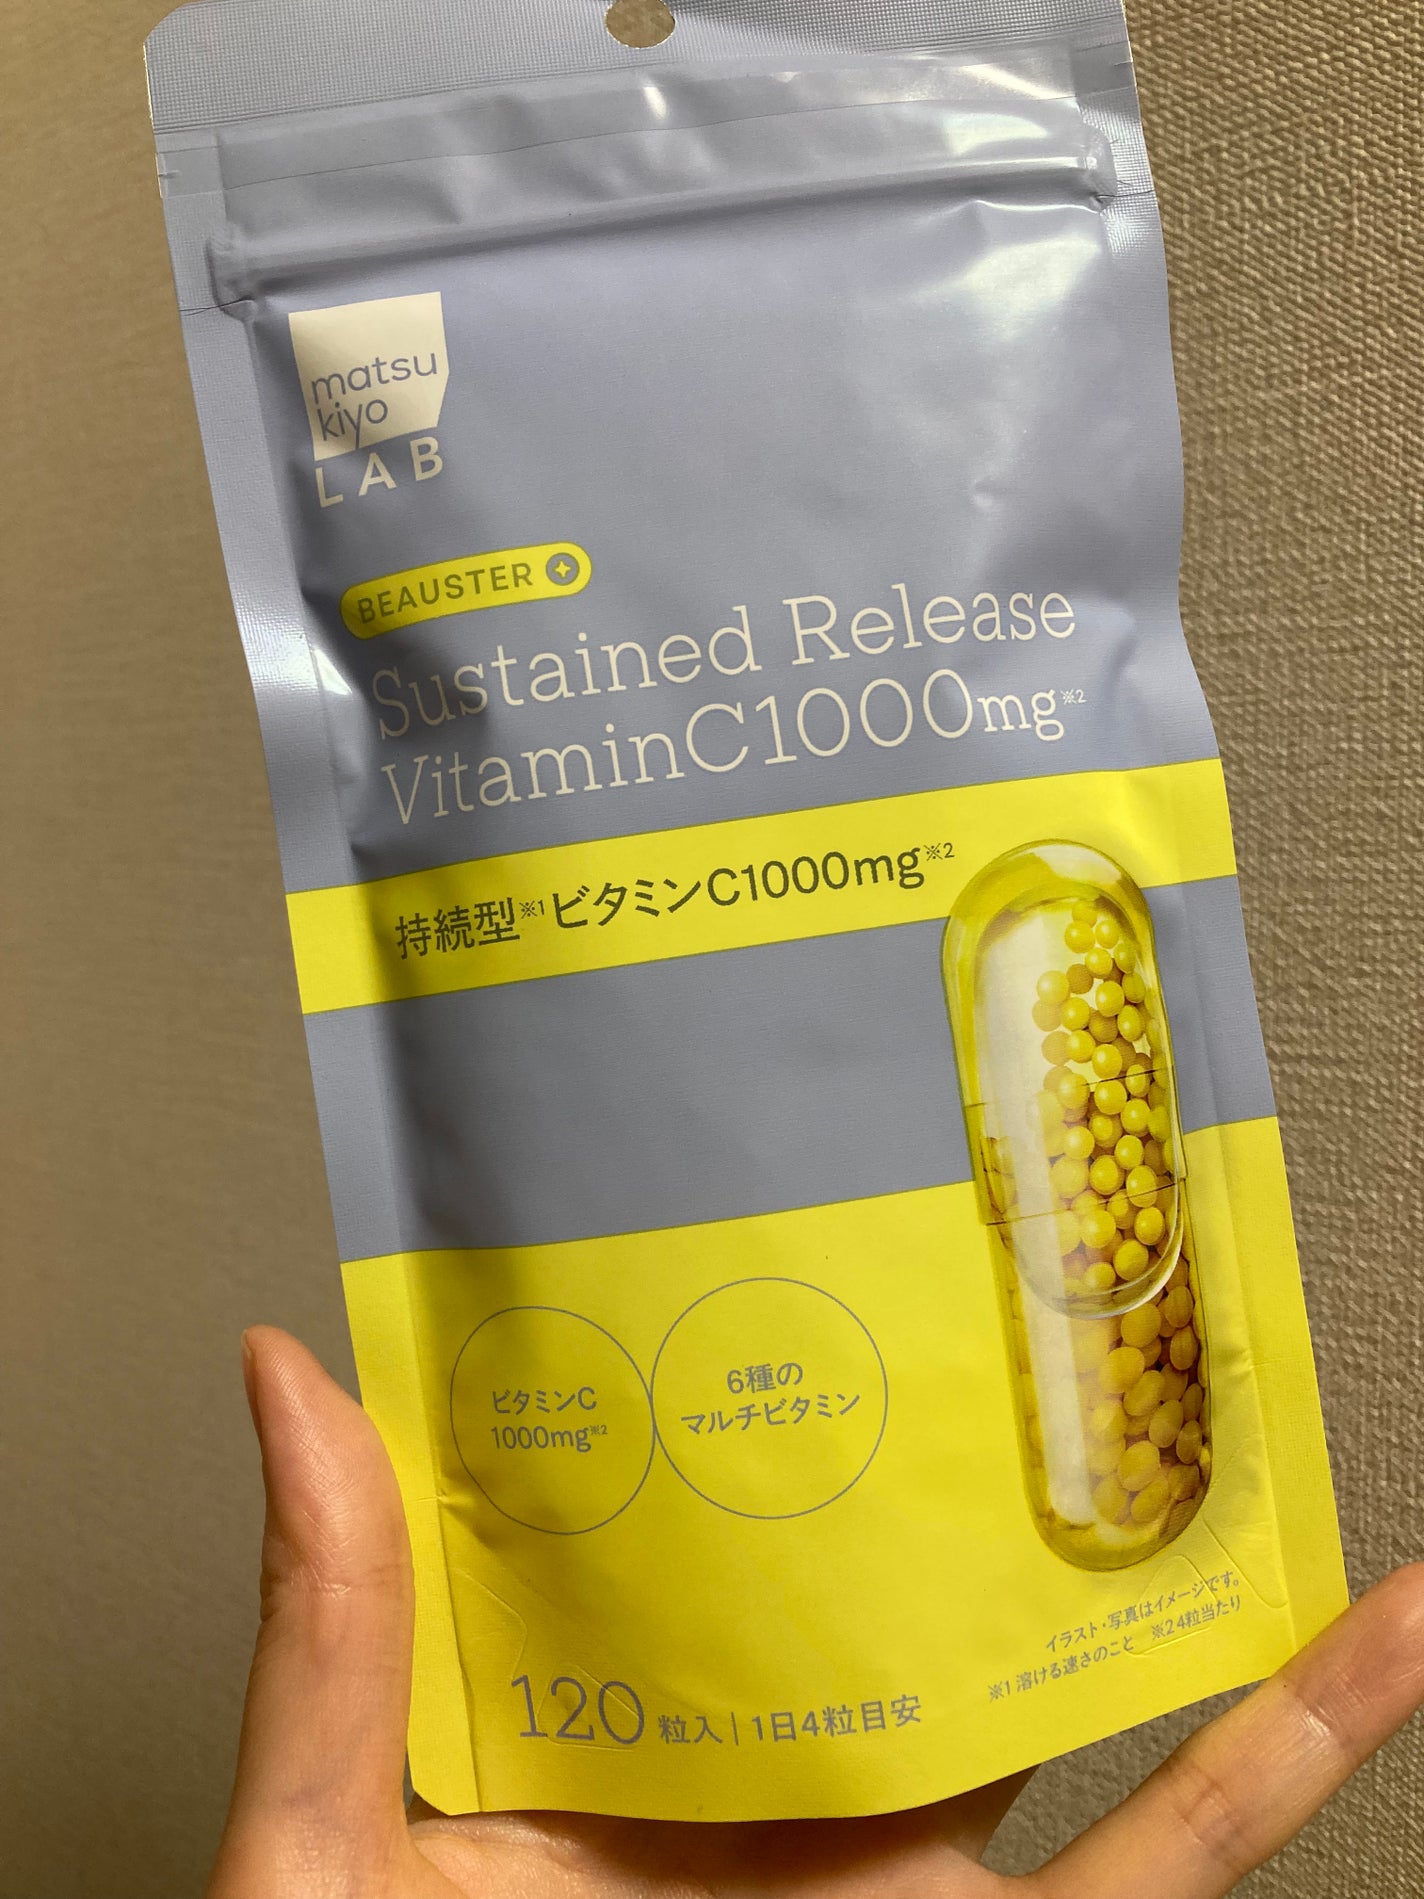 matsu
kiyo
LAB
BEAUSTER
Sustained Release
VitaminC1000mg※2
持続型※1ビタミンC1000mg※2
ビタミンC
1000mg※2
6種の
マルチビタミン
イラスト・写真はイメージです。
※1 溶ける速さのこと ※2 4粒当たり
120粒入|1日4粒目安